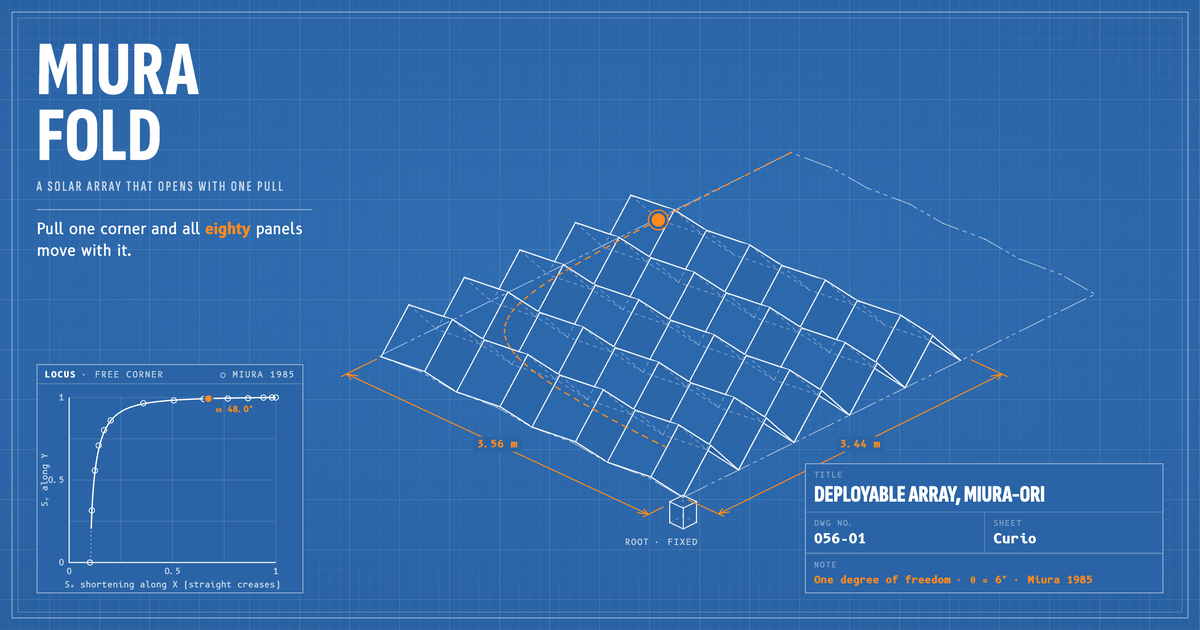 MIURA
FOLD
A SOLAR ARRAY THAT OPENS WITH ONE PULL
Pull one corner and all eighty panels
move with it.
LOCUS · FREE CORNER
○ MIURA 1985
1
ω 48.0°
Sᵧ along Y
0.5
0
0
0.5
1
Sₓ shortening along X [straight creases]
3.56 m
3.44 m
ROOT · FIXED
TITLE
DEPLOYABLE ARRAY, MIURA-ORI
DWG NO.
056-01
SHEET
Curio
NOTE
One degree of freedom · θ = 6° · Miura 1985